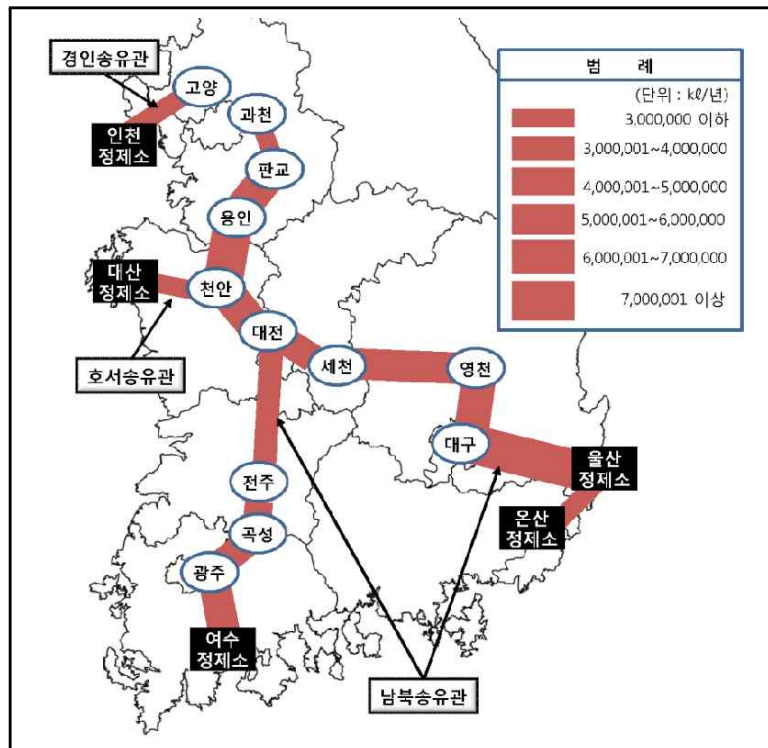 경인송유관
고양
과천
인천
정제소
판교
용인
대산
정제소
천안
대전
호서송유관
세천
영천
대구
울산
정제소
전주
온산
정제소
곡성
광주
여수
정제소
남북송유관
범 례
(단위 : kℓ/년)
3,000,000 이하
3,000,001~4,000,000
4,000,001~5,000,000
5,000,001~6,000,000
6,000,001~7,000,000
7,000,001 이상